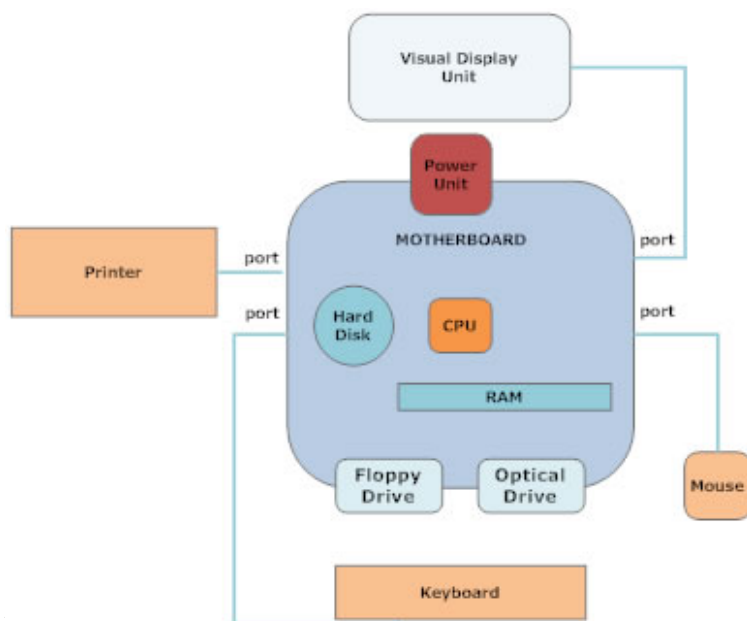 Visual Display
Unit
Power
Unit
MOTHERBOARD
port
port
Printer
port
port
Hard
Disk
CPU
RAM
Floppy
Drive
Optical
Drive
Mouse
Keyboard